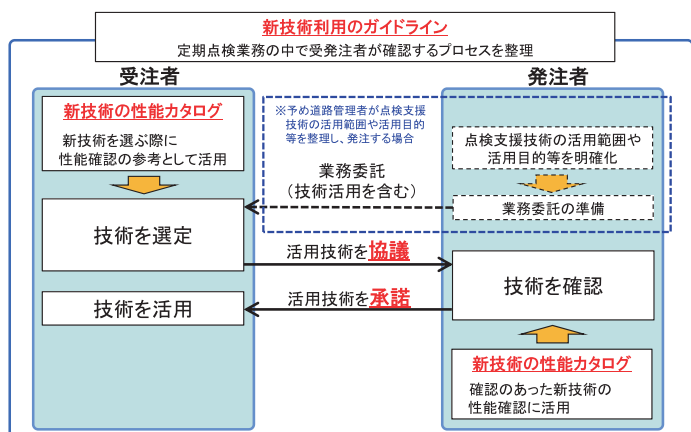 新技術利用のガイドライン
定期点検業務の中で受発注者が確認するプロセスを整理
受注者
発注者
新技術の性能カタログ
新技術を選ぶ際に
性能確認の参考として活用
※予め道路管理者が点検支援
技術の活用範囲や活用目的
等を整理し、発注する場合
点検支援技術の活用範囲や
活用目的等を明確化
業務委託
(技術活用を含む)
業務委託の準備
技術を選定
活用技術を協議
技術を確認
技術を活用
活用技術を承諾
新技術の性能カタログ
確認のあった新技術の
性能確認に活用